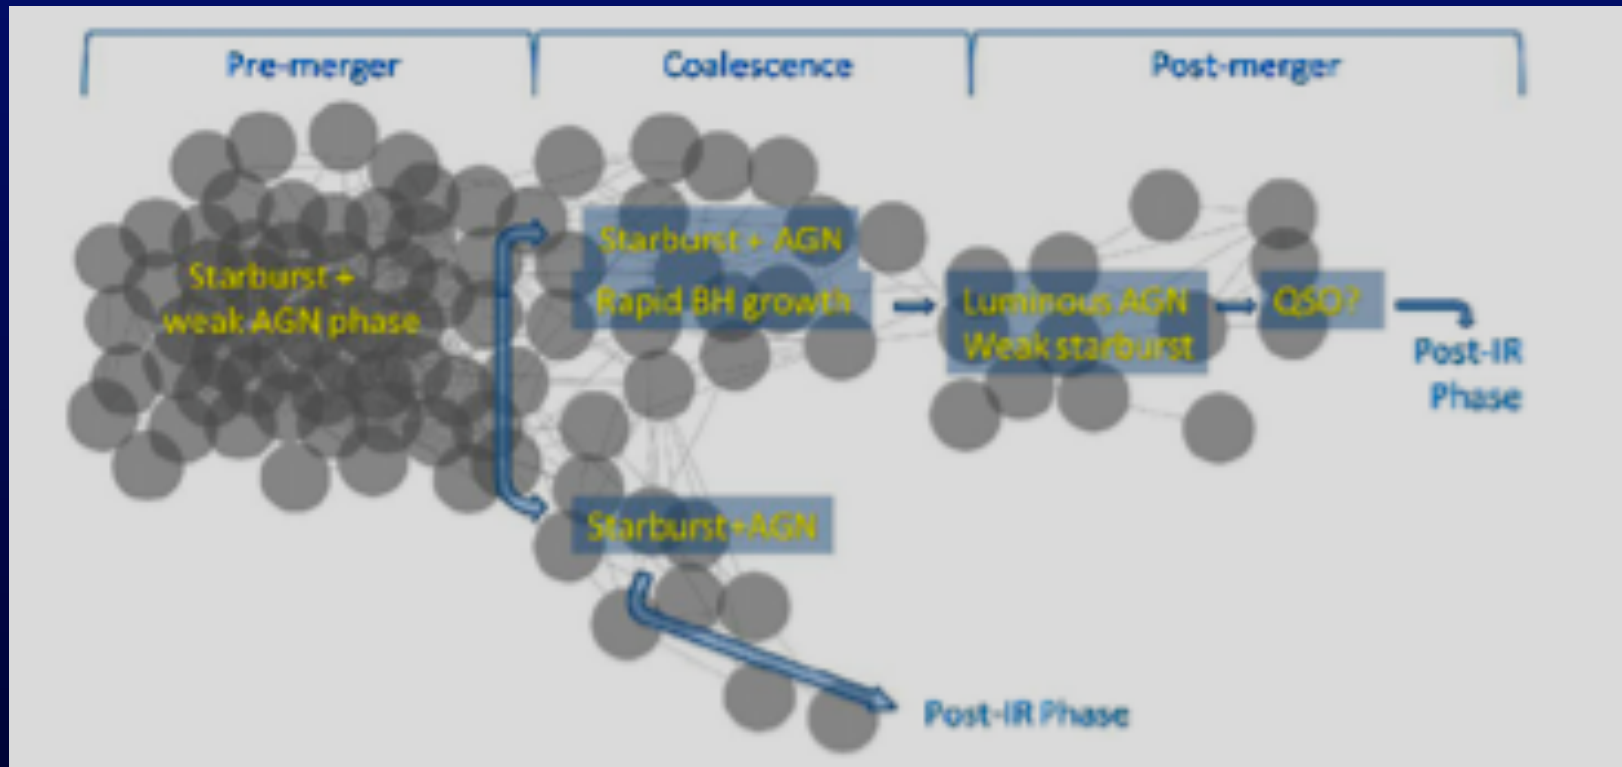 Pre-merger
Coalescence
Post-merger
Starburst +
weak AGN phase
Starburst + AGN
Rapid BH growth
Luminous AGN
Weak starburst
QSO?
Post-IR
Phase
Starburst+AGN
Post-IR Phase